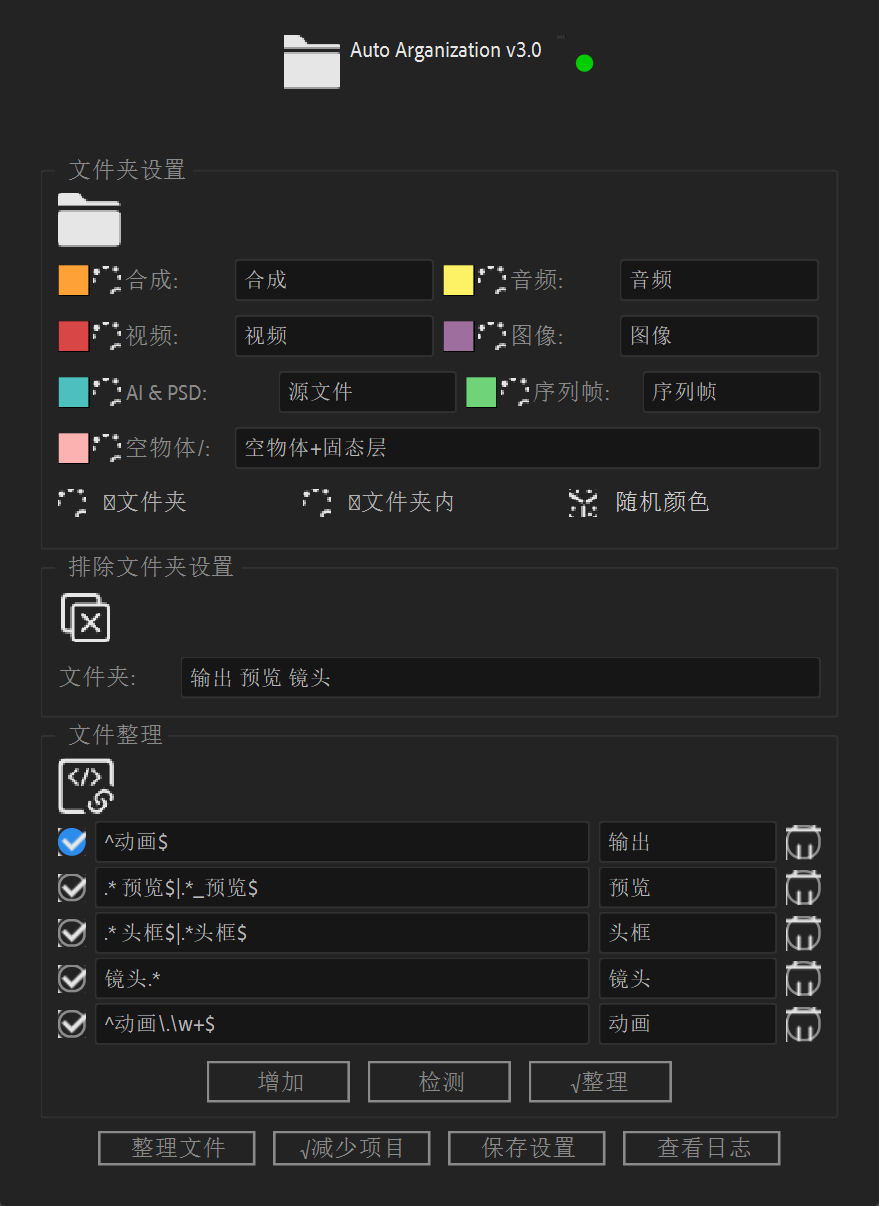 Auto Arganization v3.0
文件夹设置
合成: 合成 音频: 音频
视频: 视频 图像: 图像
AI & PSD: 源文件 序列帧: 序列帧
空物体/: 空物体+固态层
文件夹 文件夹内 随机颜色
排除文件夹设置
文件夹: 输出 预览 镜头
文件整理
^动画$ 输出
.* 预览$|.*_预览$ 预览
.* 头框$|.*头框$ 头框
镜头.* 镜头
^动画\.\w+$ 动画
增加 检测 √整理
整理文件 √减少项目 保存设置 查看日志